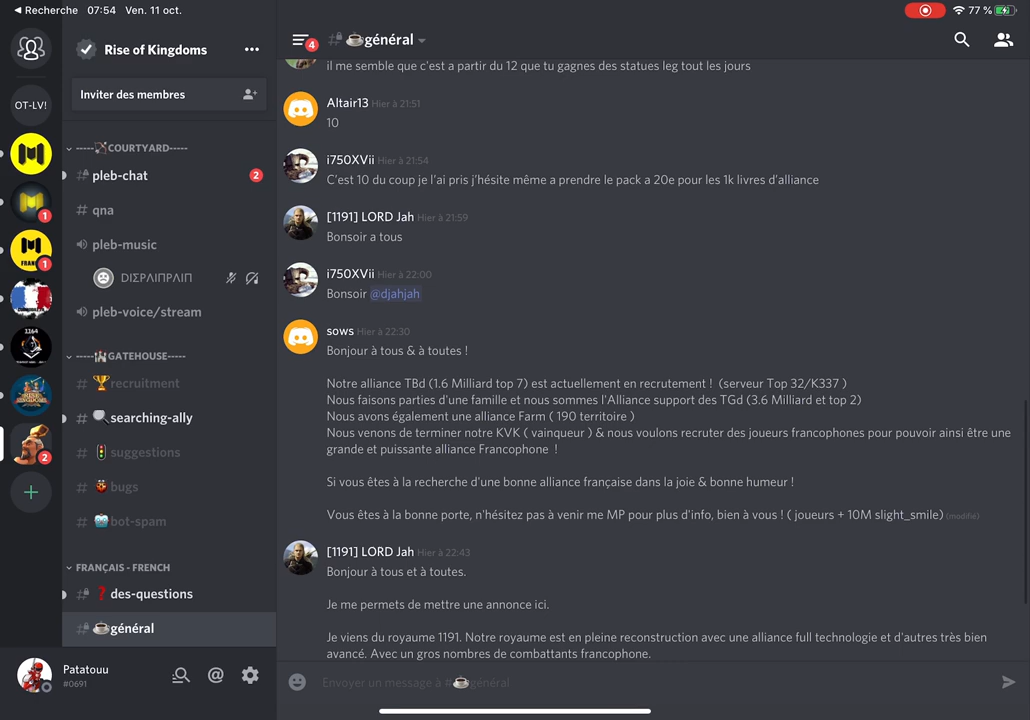 ◀ Recherche 07:54 Ven. 11 oct.
77 %
Rise of Kingdoms
général
4
il me semble que c'est a partir du 12 que tu gagnes des statues leg tout les jours
OT-LV!
Inviter des membres
Altair13 Hier à 21:51
10
-----COURTYARD-----
pleb-chat 2
i750XVii Hier à 21:54
C'est 10 du coup je l'ai pris j'hésite même a prendre le pack a 20e pour les 1k livres d'alliance
# qna
1
[1191] LORD Jah Hier à 21:59
Bonsoir a tous
pleb-music
FRAN
1
DIΣPΛIΠPΛIΠ
i750XVii Hier à 22:00
Bonsoir @djahjah
pleb-voice/stream
1164
sows Hier à 22:30
Bonjour à tous & à toutes !
-----GATEHOUSE-----
# recruitment
Notre alliance TBd (1.6 Milliard top 7) est actuellement en recrutement ! (serveur Top 32/K337 )
Nous faisons parties d'une famille et nous sommes l'Alliance support des TGd (3.6 Milliard et top 2)
Nous avons également une alliance Farm ( 190 territoire )
Nous venons de terminer notre KVK ( vainqueur ) & nous voulons recruter des joueurs francophones pour pouvoir ainsi être une
grande et puissante alliance Francophone !
# searching-ally
# suggestions
2
Si vous êtes à la recherche d'une bonne alliance française dans la joie & bonne humeur !
# bugs
Vous êtes à la bonne porte, n'hésitez pas à venir me MP pour plus d'info, bien à vous ! ( joueurs + 10M slight_smile) (modifié)
# bot-spam
[1191] LORD Jah Hier à 22:43
Bonjour à tous et à toutes.
FRANÇAIS - FRENCH
des-questions
Je me permets de mettre une annonce ici.
général
Je viens du royaume 1191. Notre royaume est en pleine reconstruction avec une alliance full technologie et d'autres très bien
avancé. Avec un gros nombres de combattants francophone.
Patatouu
#0691
Envoyer un message à #général